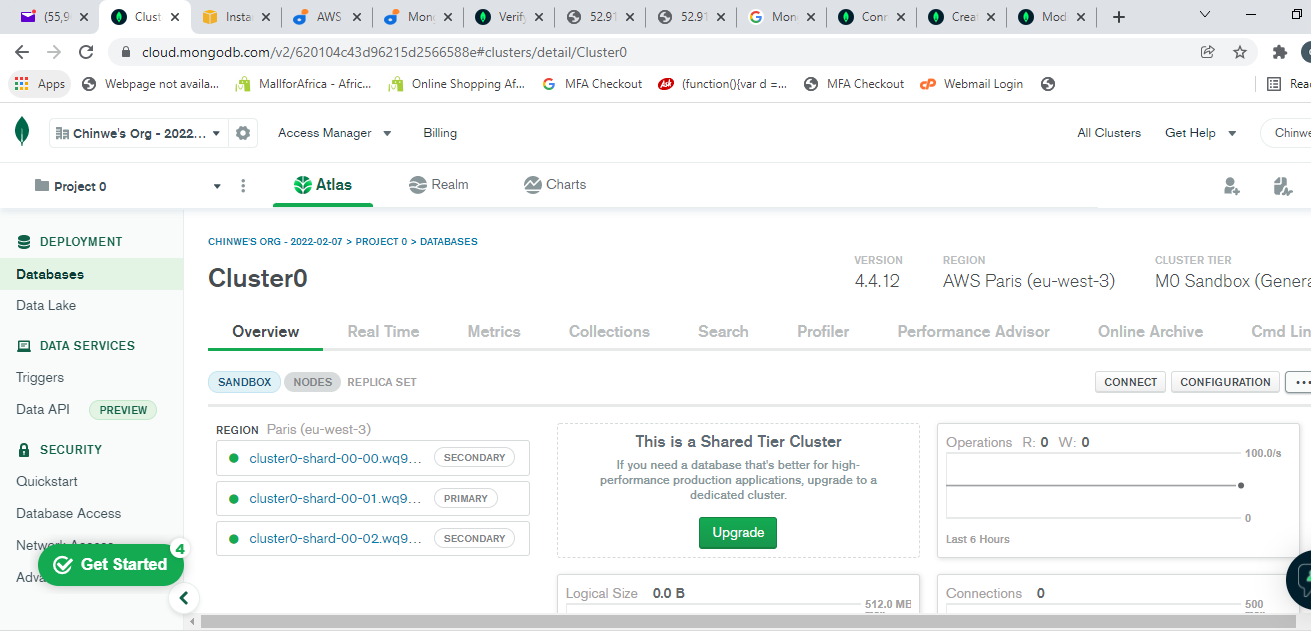 (55,9
Clust
Insta
AWS
Mon
Verify
52.91
52.91
Mon
Conn
Crea
Mod
cloud.mongodb.com/v2/620104c43d96215d2566588e#clusters/detail/Cluster0
Apps
Webpage not availa...
MallforAfrica - Afric...
Online Shopping Af...
MFA Checkout
Ask
(function(){var d =...
MFA Checkout
cP
Webmail Login
Rea
Chinwe's Org - 2022...
Access Manager
Billing
All Clusters
Get Help
Chinwe
Project 0
Atlas
Realm
Charts
DEPLOYMENT
Databases
Data Lake
DATA SERVICES
Triggers
Data API PREVIEW
SECURITY
Quickstart
Database Access
Network Access
Adva
Get Started
4
CHINWE'S ORG - 2022-02-07 > PROJECT 0 > DATABASES
Cluster0
VERSION
4.4.12
REGION
AWS Paris (eu-west-3)
CLUSTER TIER
M0 Sandbox (Genera
Overview
Real Time
Metrics
Collections
Search
Profiler
Performance Advisor
Online Archive
Cmd Lin
SANDBOX
NODES
REPLICA SET
CONNECT
CONFIGURATION
...
REGION Paris (eu-west-3)
cluster0-shard-00-00.wq9... SECONDARY
cluster0-shard-00-01.wq9... PRIMARY
cluster0-shard-00-02.wq9... SECONDARY
This is a Shared Tier Cluster
If you need a database that's better for high-
performance production applications, upgrade to a
dedicated cluster.
Upgrade
Operations R: 0 W: 0
100.0/s
0
Last 6 Hours
Logical Size 0.0 B
512.0 MB
Connections 0
500